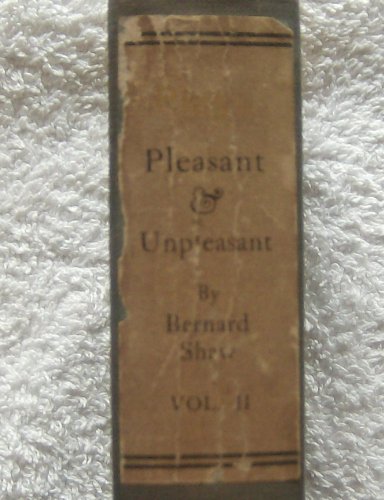 Pleasant
&
Unpleasant
By
Bernard
Shaw
VOL. II